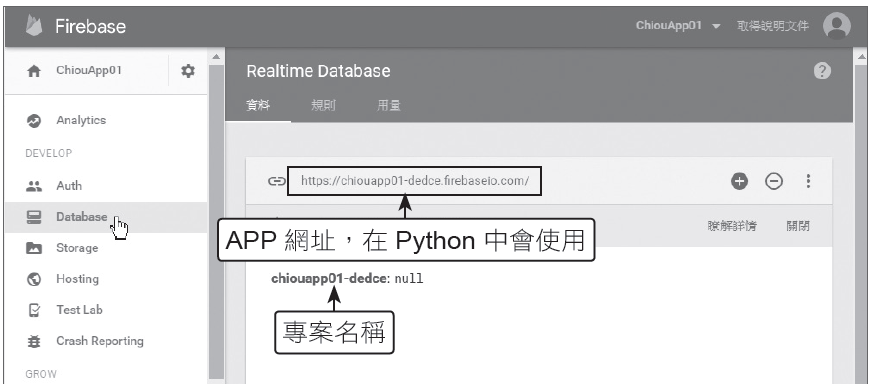 Firebase
ChiouApp01
取得說明文件
ChiouApp01
Realtime Database
資料
規則
用量
Analytics
DEVELOP
Auth
Database
Storage
Hosting
Test Lab
Crash Reporting
GROW
https://chiouapp01-dedce.firebaseio.com/
瞭解詳情
關閉
APP 網址，在 Python 中會使用
chiouapp01-dedce: null
專案名稱